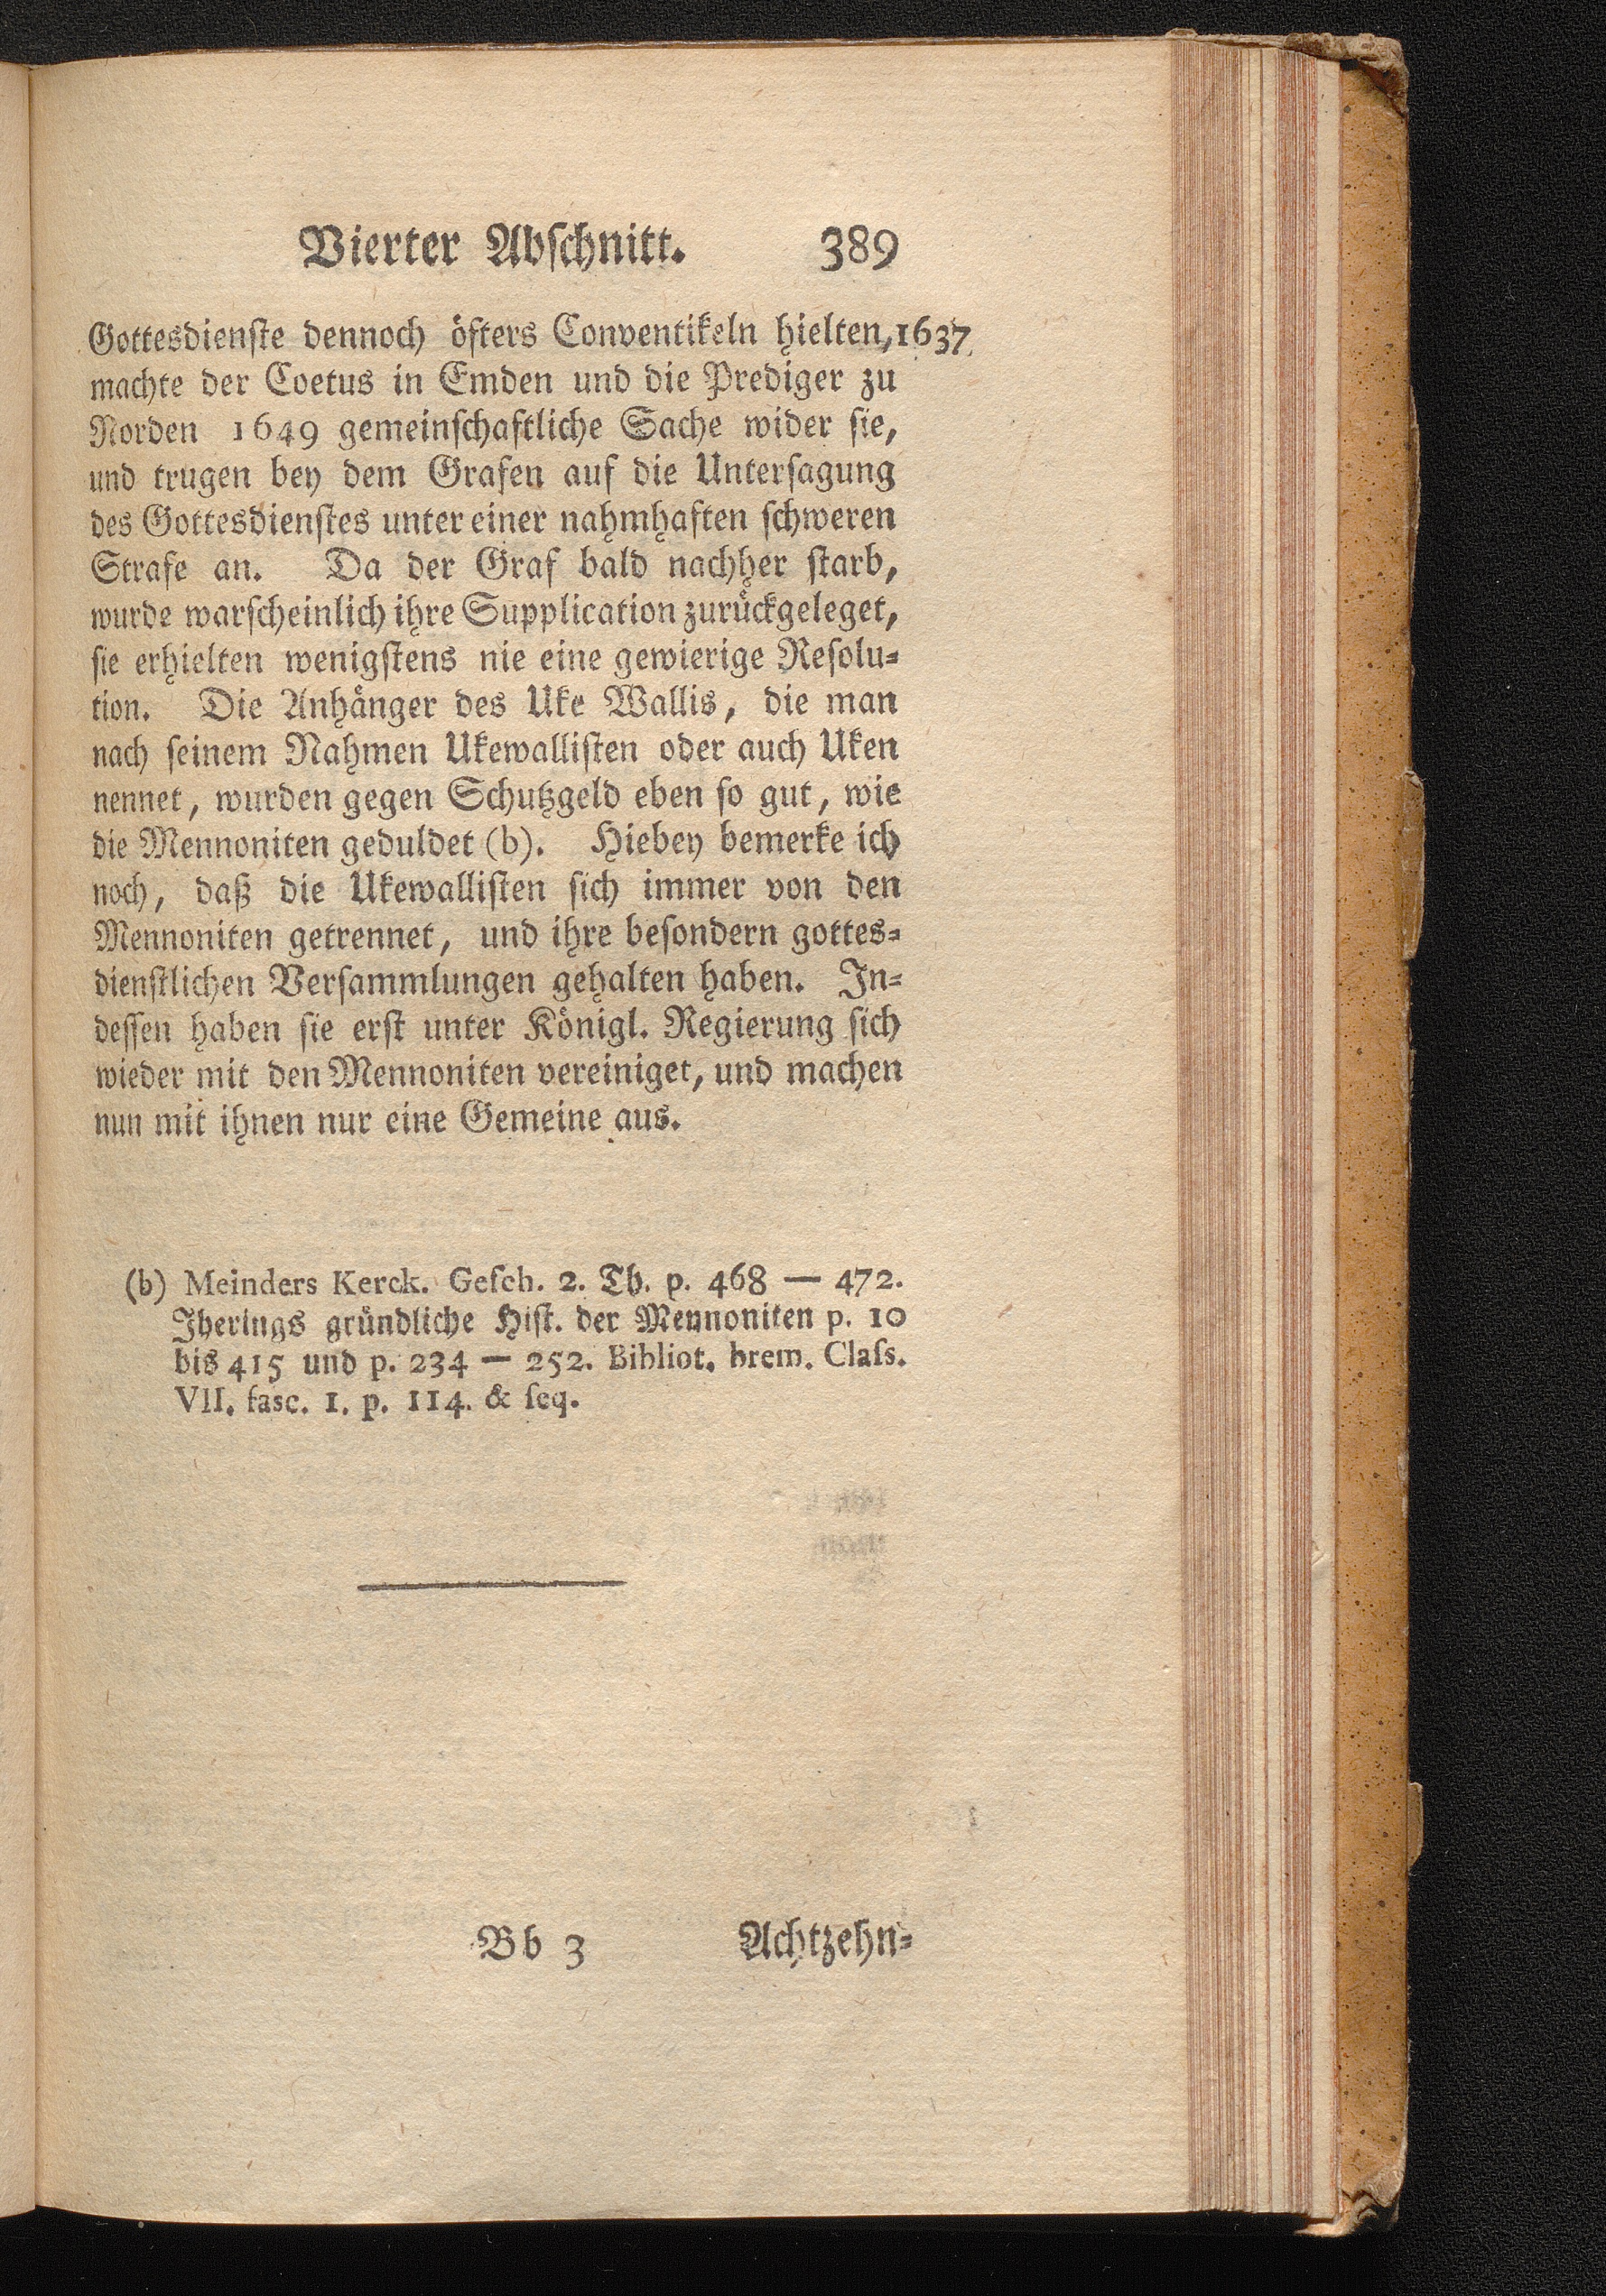 Vierter Abschnitt. 389
Gottesdienste dennoch öfters Conventikeln hielten, 1637
machte der Coetus in Emden und die Prediger zu
Norden 1649 gemeinschaftliche Sache wider sie,
und trugen bey dem Grafen auf die Untersagung
des Gottesdienstes unter einer nahmhaften schweren
Strafe an. Da der Graf bald nachher starb,
wurde warscheinlich ihre Supplication zurückgeleget,
sie erhielten wenigstens nie eine gewierige Resolu-
tion. Die Anhänger des Uke Wallis, die man
nach seinem Nahmen Ukewallisten oder auch Uken
nennet, wurden gegen Schutzgeld eben so gut, wie
die Mennoniten geduldet (b). Hiebey bemerke ich
noch, daß die Ukewallisten sich immer von den
Mennoniten getrennet, und ihre besondern gottes-
dienstlichen Versammlungen gehalten haben. In-
dessen haben sie erst unter Königl. Regierung sich
wieder mit den Mennoniten vereiniget, und machen
nun mit ihnen nur eine Gemeine aus.
(b) Meinders Kerck. Gesch. 2. Th. p. 468 — 472.
Iherings gründliche Hist. der Mennoniten p. 10
bis 415 und p. 234 — 252. Bibliot. brem. Class.
VII. fasc. 1. p. 114. & seq.
Bb 3 Achtzehn-